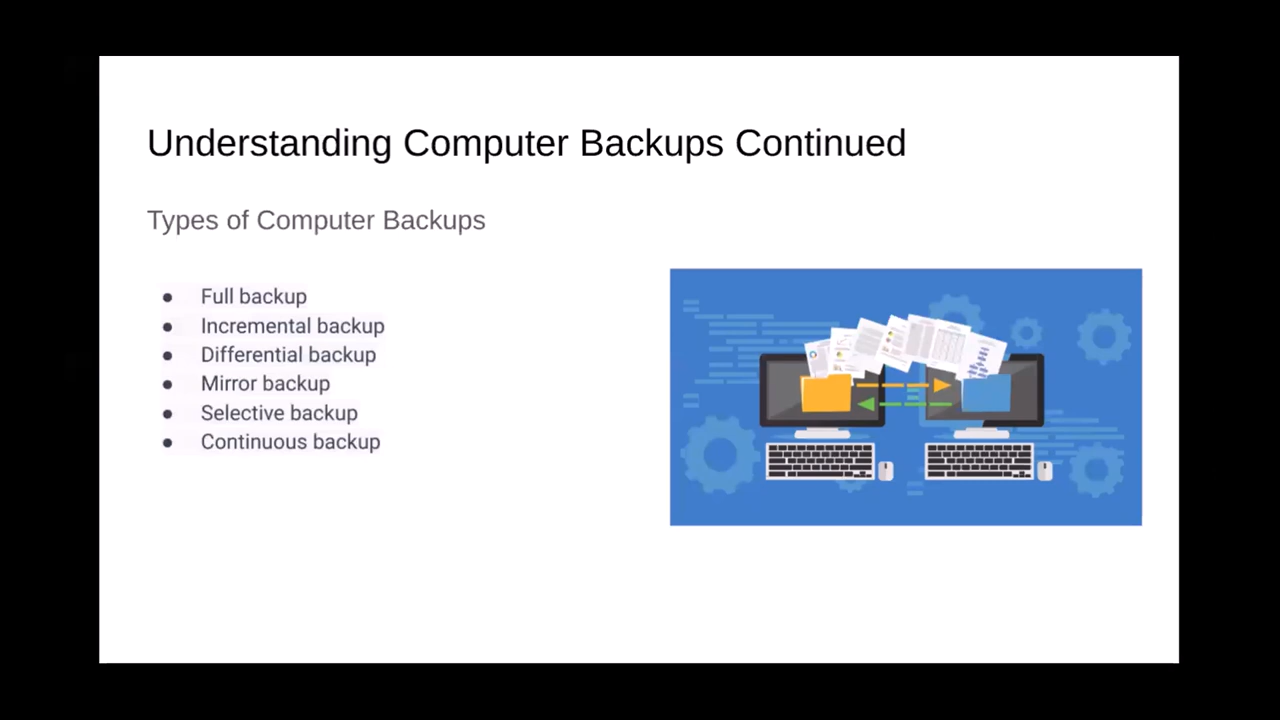 Understanding Computer Backups Continued
Types of Computer Backups
● Full backup
● Incremental backup
● Differential backup
● Mirror backup
● Selective backup
● Continuous backup